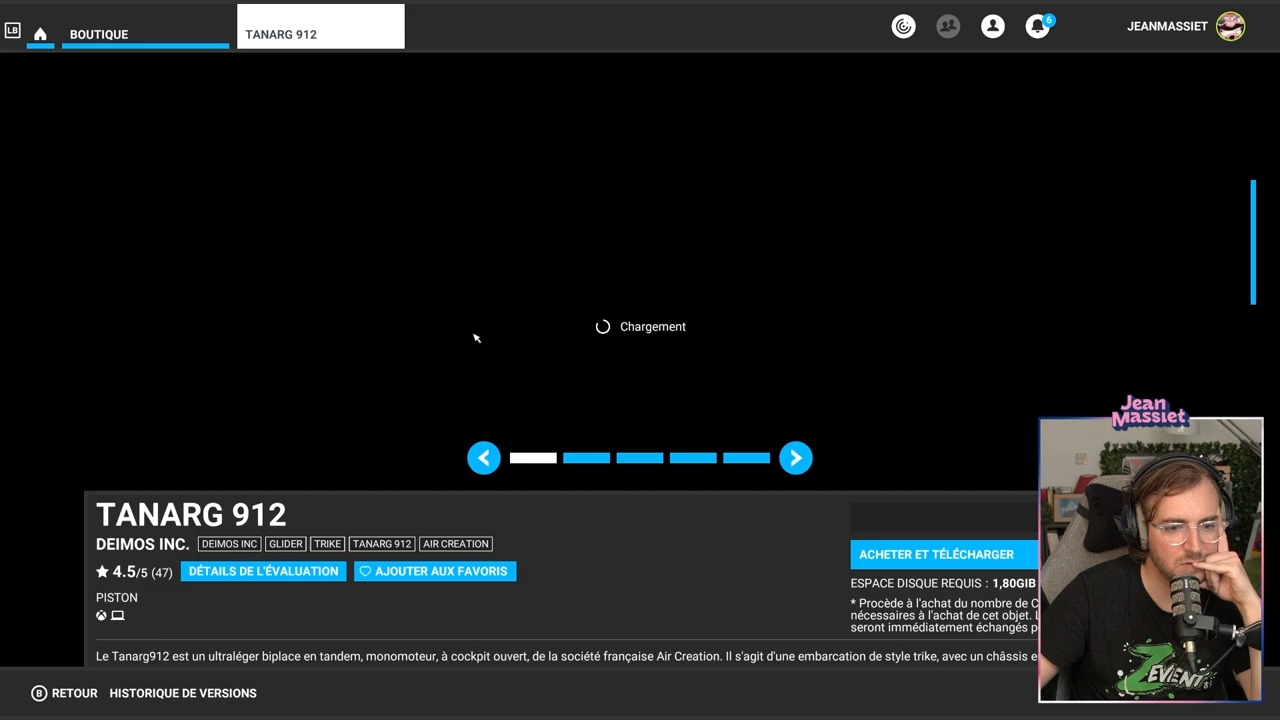 LB
BOUTIQUE
TANARG 912
6
JEANMASSIET
Chargement
TANARG 912
DEIMOS INC.
DEIMOS INC
GLIDER
TRIKE
TANARG 912
AIR CREATION
4.5/5 (47)
DÉTAILS DE L'ÉVALUATION
AJOUTER AUX FAVORIS
PISTON
ACHETER ET TÉLÉCHARGER
ESPACE DISQUE REQUIS : 1,80GIB
* Procède à l'achat du nombre de C
nécessaires à l'achat de cet objet. L
seront immédiatement échangés p
Le Tanarg912 est un ultraléger biplace en tandem, monomoteur, à cockpit ouvert, de la société française Air Creation. Il s'agit d'une embarcation de style trike, avec un châssis e
B RETOUR
HISTORIQUE DE VERSIONS
Jean
Massiet
ZEVENT